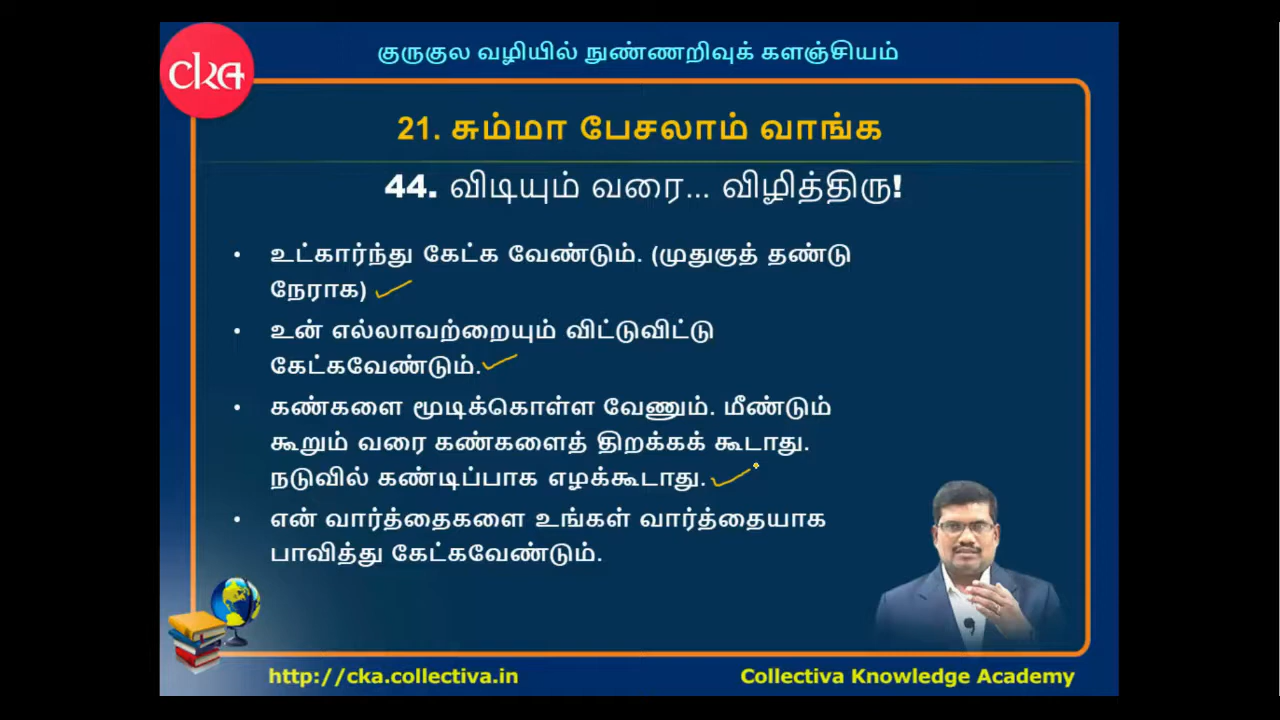 cka
குருகுல வழியில் நுண்ணறிவுக் களஞ்சியம்
21. சும்மா பேசலாம் வாங்க
44. விடியும் வரை... விழித்திரு!
• உட்கார்ந்து கேட்க வேண்டும். (முதுகுத் தண்டு
நேராக)
• உன் எல்லாவற்றையும் விட்டுவிட்டு
கேட்கவேண்டும்.
• கண்களை மூடிக்கொள்ள வேணும். மீண்டும்
கூறும் வரை கண்களைத் திறக்கக் கூடாது.
நடுவில் கண்டிப்பாக எழக்கூடாது.
• என் வார்த்தைகளை உங்கள் வார்த்தையாக
பாவித்து கேட்கவேண்டும்.
http://cka.collectiva.in
Collectiva Knowledge Academy